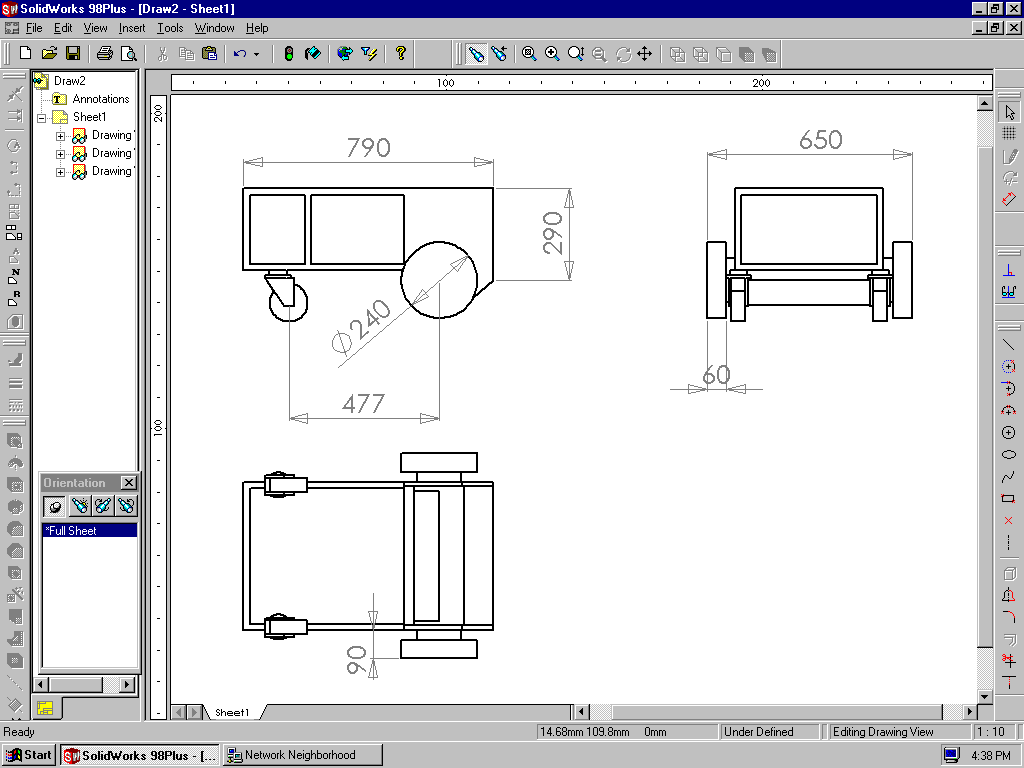 SolidWorks 98Plus - [Draw2 - Sheet1]
File Edit View Insert Tools Window Help
Draw2
Annotations
Sheet1
Drawing
Drawing
Drawing
100 200
200
100
790
650
290
Φ240
60
477
90
Orientation
*Full Sheet
Sheet1
Ready
14.68mm 109.8mm 0mm
Under Defined
Editing Drawing View
1 : 10
Start
SolidWorks 98Plus - [...
Network Neighborhood
4:38 PM